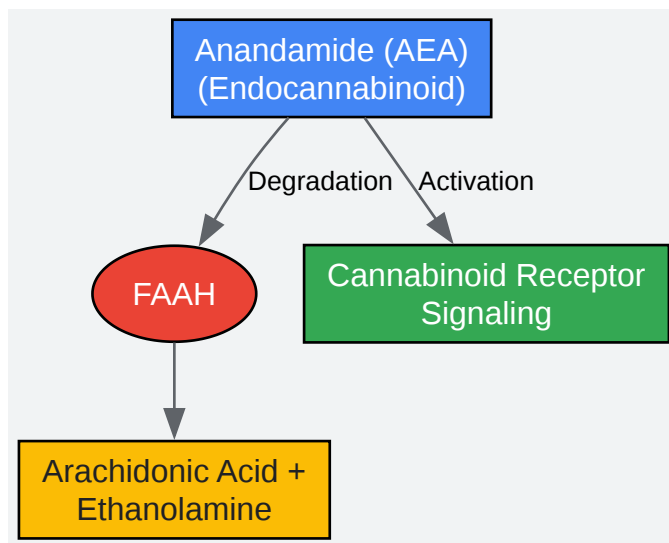 Anandamide (AEA)
(Endocannabinoid)
Degradation
Activation
FAAH
Cannabinoid Receptor
Signaling
Arachidonic Acid +
Ethanolamine